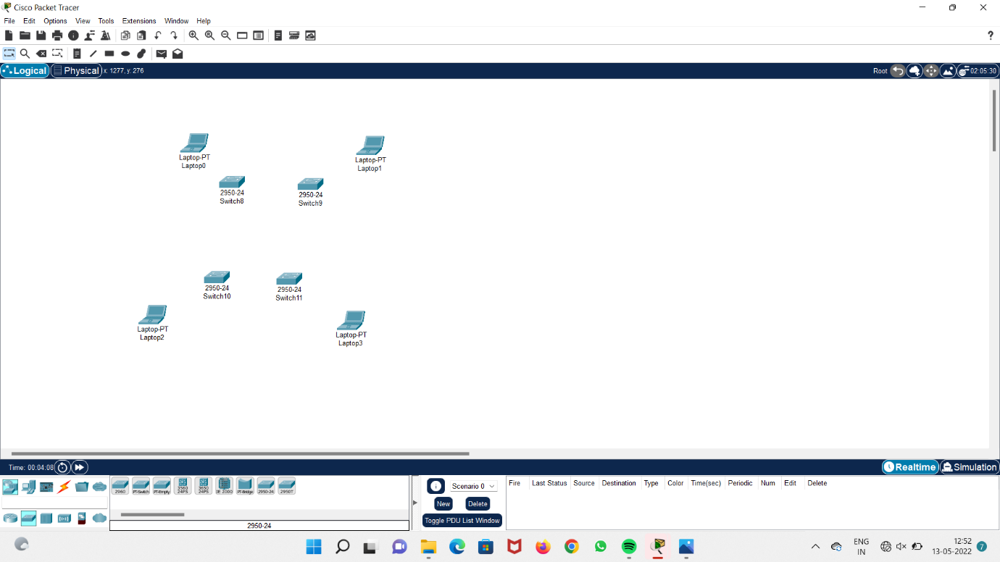 Cisco Packet Tracer
File Edit Options View Tools Extensions Window Help
?
Logical Physical x: 1277, y: 276 Root 02:05:30
Laptop-PT
Laptop0
Laptop-PT
Laptop1
2950-24
Switch8
2950-24
Switch9
2950-24
Switch10
2950-24
Switch11
Laptop-PT
Laptop2
Laptop-PT
Laptop3
Time: 00:04:08 Realtime Simulation
2960 PT-Switch PT-Empty 3560 24PS 3650 24PS IE 2000 PT-Bridge 2950-24 2950T
2950-24
Scenario 0
New Delete
Toggle PDU List Window
Fire Last Status Source Destination Type Color Time(sec) Periodic Num Edit Delete
ENG
IN
12:52
13-05-2022
7